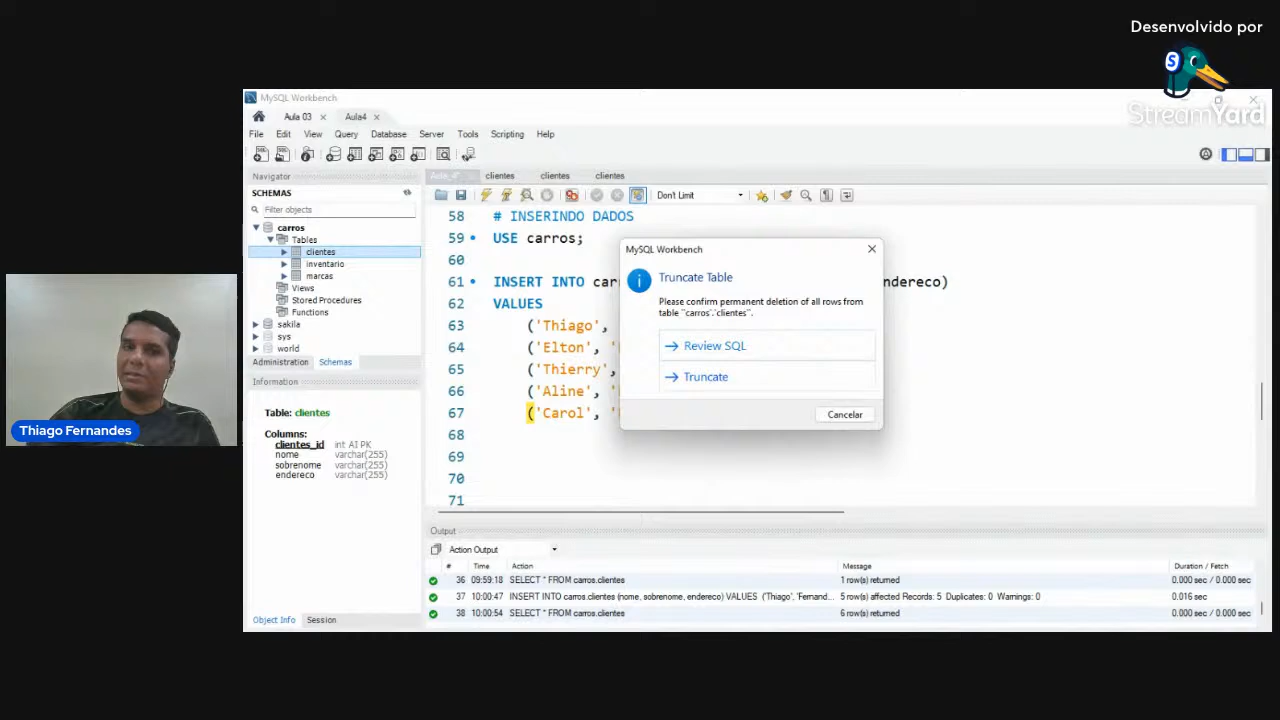 Desenvolvido por
S
StreamYard
MySQL Workbench
Aula 03
Aula4
File Edit View Query Database Server Tools Scripting Help
Navigator
SCHEMAS
Filter objects
carros
Tables
clientes
inventario
marcas
Views
Stored Procedures
Functions
sakila
sys
world
Administration Schemas
Information
Table: clientes
Columns:
clientes_id int AI PK
nome varchar(255)
sobrenome varchar(255)
endereco varchar(255)
Object Info Session
clientes clientes clientes
Don't Limit
58 # INSERINDO DADOS
59 USE carros;
60
61 INSERT INTO carr ndereco)
62 VALUES
63 ('Thiago',
64 ('Elton', '
65 ('Thierry',
66 ('Aline', '
67 ('Carol', '
68
69
70
71
MySQL Workbench
Truncate Table
Please confirm permanent deletion of all rows from
table `carros`.`clientes`.
Review SQL
Truncate
Cancelar
Output
Action Output
# Time Action Message Duration / Fetch
36 09:59:18 SELECT * FROM carros.clientes 1 row(s) returned 0.000 sec / 0.000 sec
37 10:00:47 INSERT INTO carros.clientes (nome, sobrenome, endereco) VALUES ('Thiago', 'Fernand... 5 row(s) affected Records: 5 Duplicates: 0 Warnings: 0 0.016 sec
38 10:00:54 SELECT * FROM carros.clientes 6 row(s) returned 0.000 sec / 0.000 sec
Thiago Fernandes